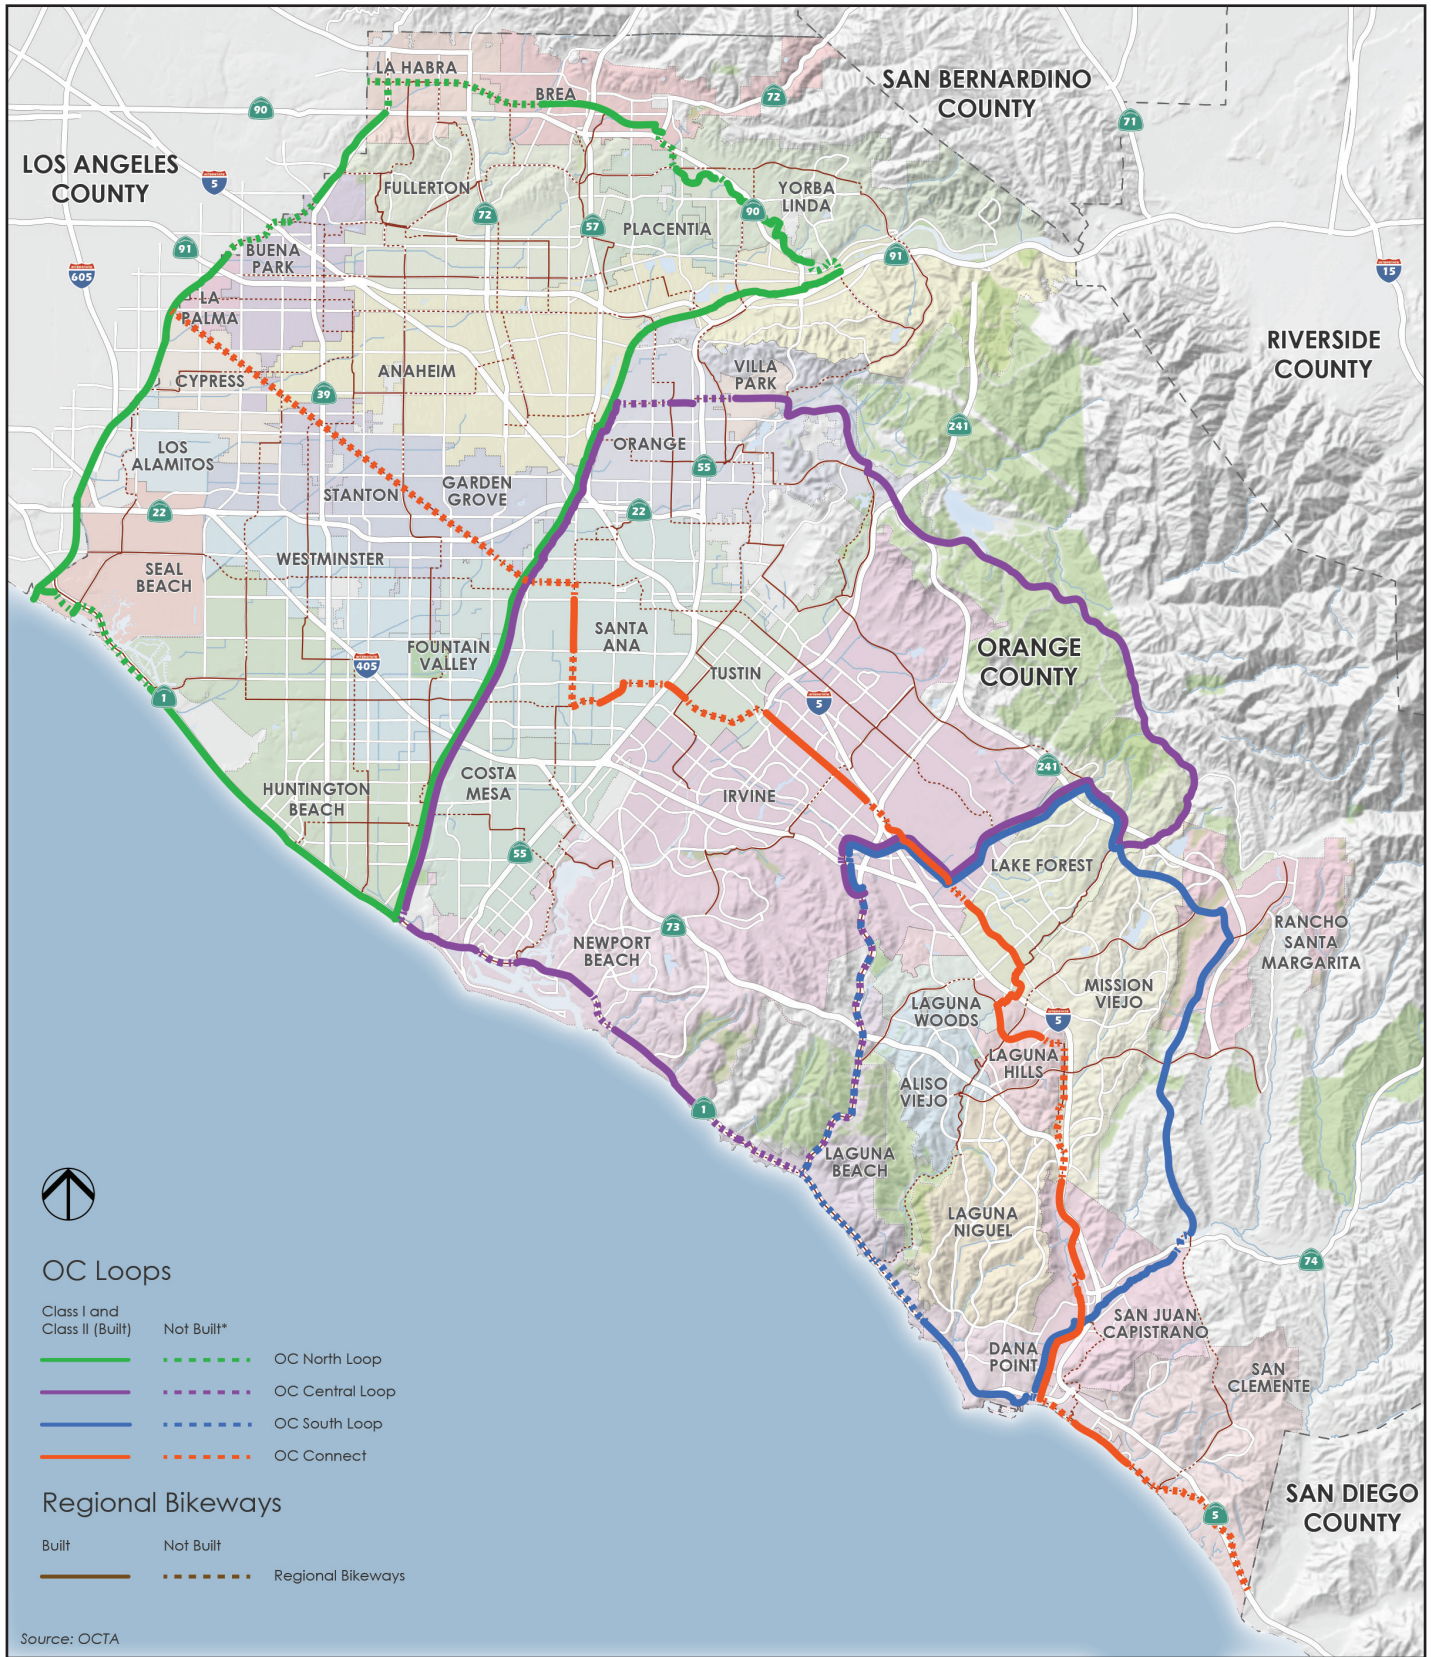 LA HABRA
BREA
72
SAN BERNARDINO
COUNTY
90
71
LOS ANGELES
COUNTY
5
FULLERTON
72
57
PLACENTIA
YORBA
LINDA
90
91
91
BUENA
PARK
605
15
LA
PALMA
RIVERSIDE
COUNTY
CYPRESS
39
ANAHEIM
VILLA
PARK
241
LOS
ALAMITOS
ORANGE
55
STANTON
GARDEN
GROVE
22
22
WESTMINSTER
SEAL
BEACH
SANTA
ANA
FOUNTAIN
VALLEY
405
TUSTIN
ORANGE
COUNTY
1
5
241
COSTA
MESA
HUNTINGTON
BEACH
IRVINE
55
LAKE FOREST
73
NEWPORT
BEACH
RANCHO
SANTA
MARGARITA
MISSION
VIEJO
LAGUNA
WOODS
5
LAGUNA
HILLS
ALISO
VIEJO
1
LAGUNA
BEACH
LAGUNA
NIGUEL
74
SAN JUAN
CAPISTRANO
DANA
POINT
SAN
CLEMENTE
SAN DIEGO
COUNTY
5
OC Loops
Class I and
Class II (Built) Not Built*
OC North Loop
OC Central Loop
OC South Loop
OC Connect
Regional Bikeways
Built Not Built
Regional Bikeways
Source: OCTA